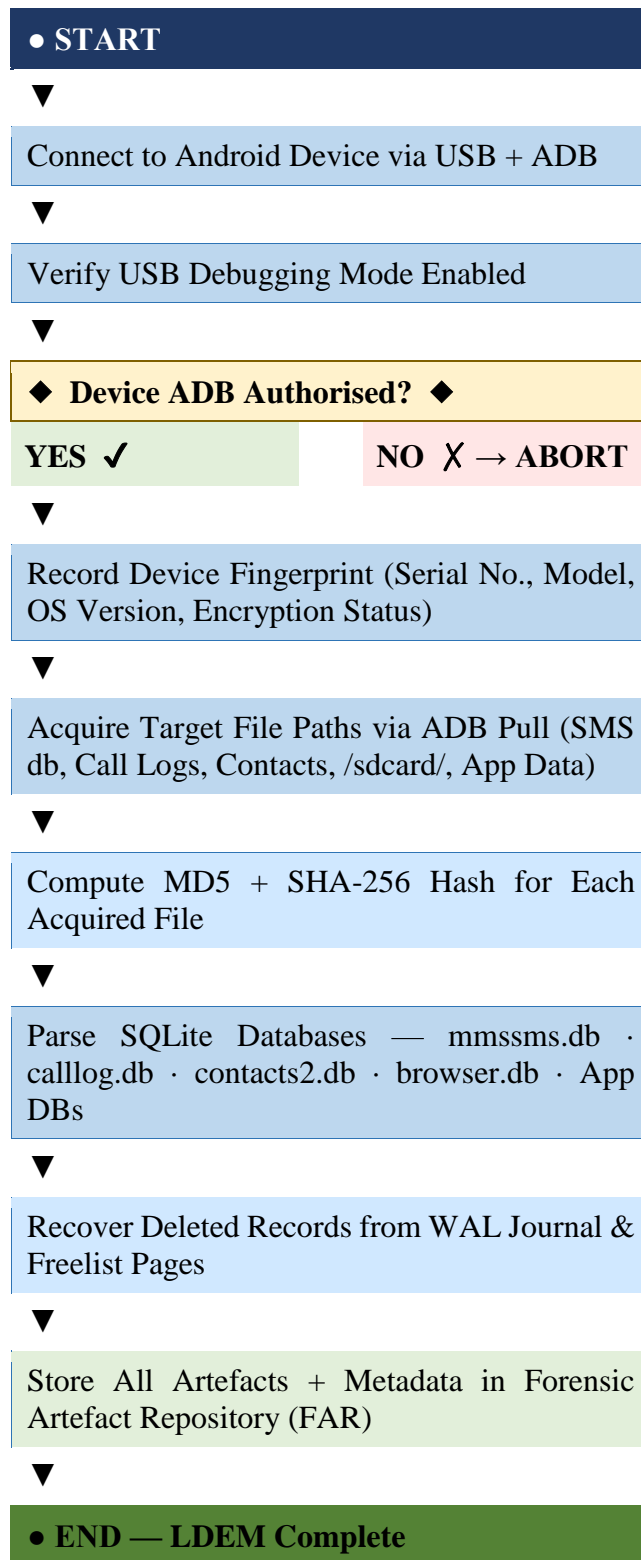 ● START
▼
Connect to Android Device via USB + ADB
▼
Verify USB Debugging Mode Enabled
▼
◆ Device ADB Authorised? ◆
YES ✓ NO ✗ → ABORT
▼
Record Device Fingerprint (Serial No., Model,
OS Version, Encryption Status)
▼
Acquire Target File Paths via ADB Pull (SMS
db, Call Logs, Contacts, /sdcard/, App Data)
▼
Compute MD5 + SHA-256 Hash for Each
Acquired File
▼
Parse SQLite Databases — mmssms.db ·
calllog.db · contacts2.db · browser.db · App
DBs
▼
Recover Deleted Records from WAL Journal &
Freelist Pages
▼
Store All Artefacts + Metadata in Forensic
Artefact Repository (FAR)
▼
● END — LDEM Complete